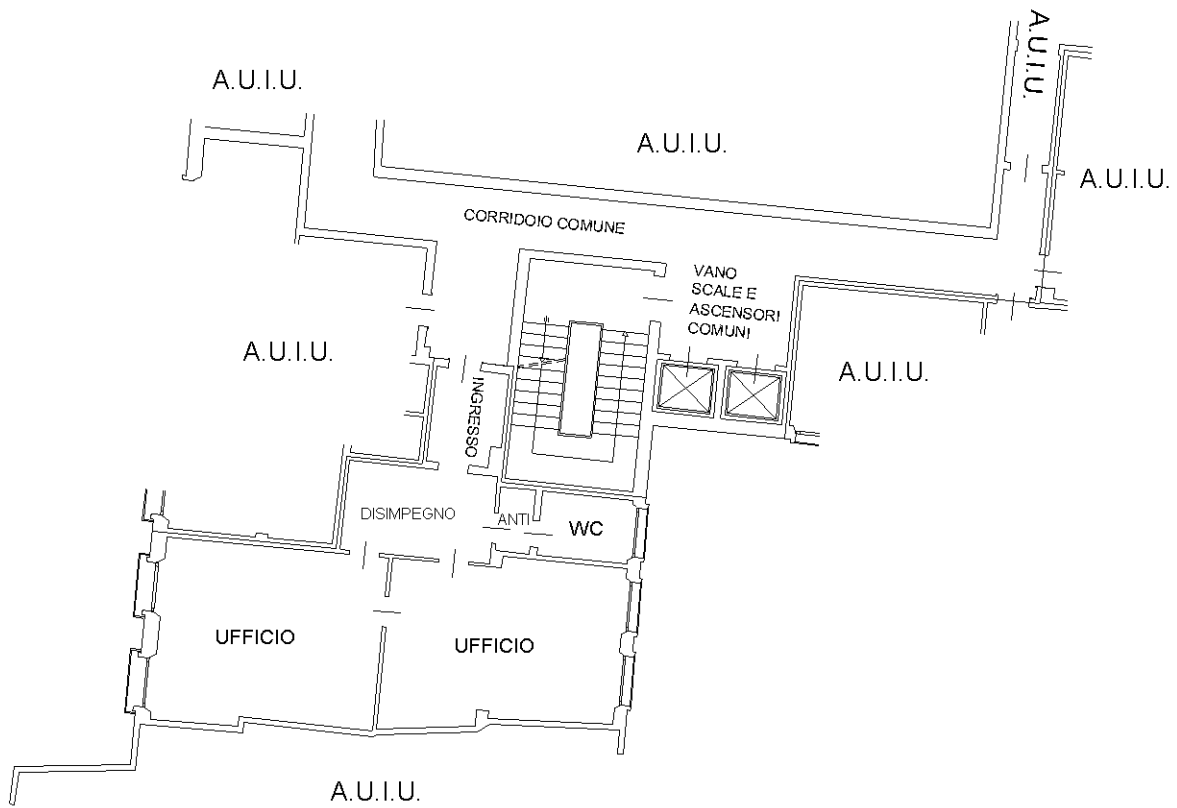 A.U.I.U.
A.U.I.U.
A.U.I.U.
A.U.I.U.
CORRIDOIO COMUNE
VANO
SCALE E
ASCENSORI
COMUNI
A.U.I.U.
A.U.I.U.
INGRESSO
DISIMPEGNO
ANTI
WC
UFFICIO
UFFICIO
A.U.I.U.